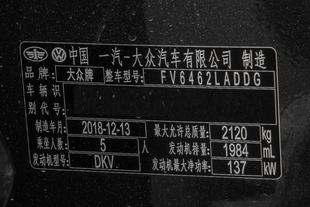 中国 一汽-大众汽车有限公司 制造
品牌 大众牌 整车型号 FV6462LADDG
车辆识别代号
制造年月 2018-12-13 最大允许总质量 2120 kg
乘坐人数 5 人 发动机排量 1984 mL
发动机型号 DKV 发动机最大净功率 137 kW